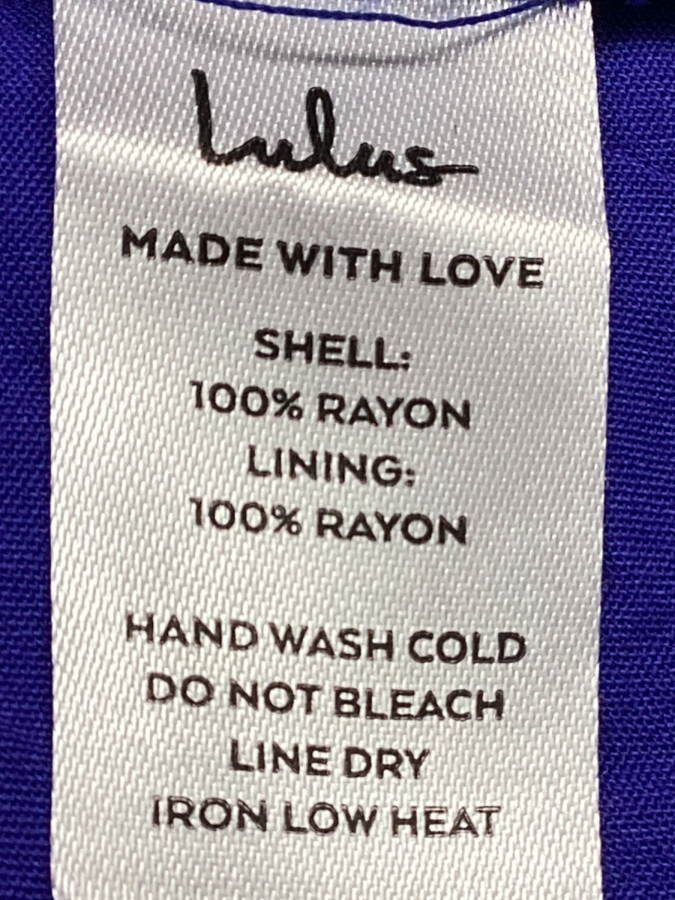 Lulus
MADE WITH LOVE
SHELL:
100% RAYON
LINING:
100% RAYON
HAND WASH COLD
DO NOT BLEACH
LINE DRY
IRON LOW HEAT